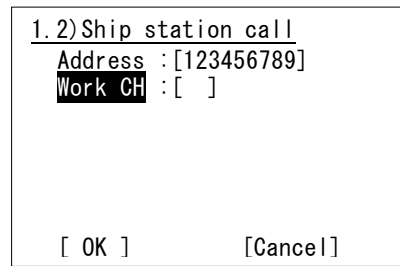 1.2)Ship station call
Address :[123456789]
Work CH :[  ]
[ OK ] [Cancel]